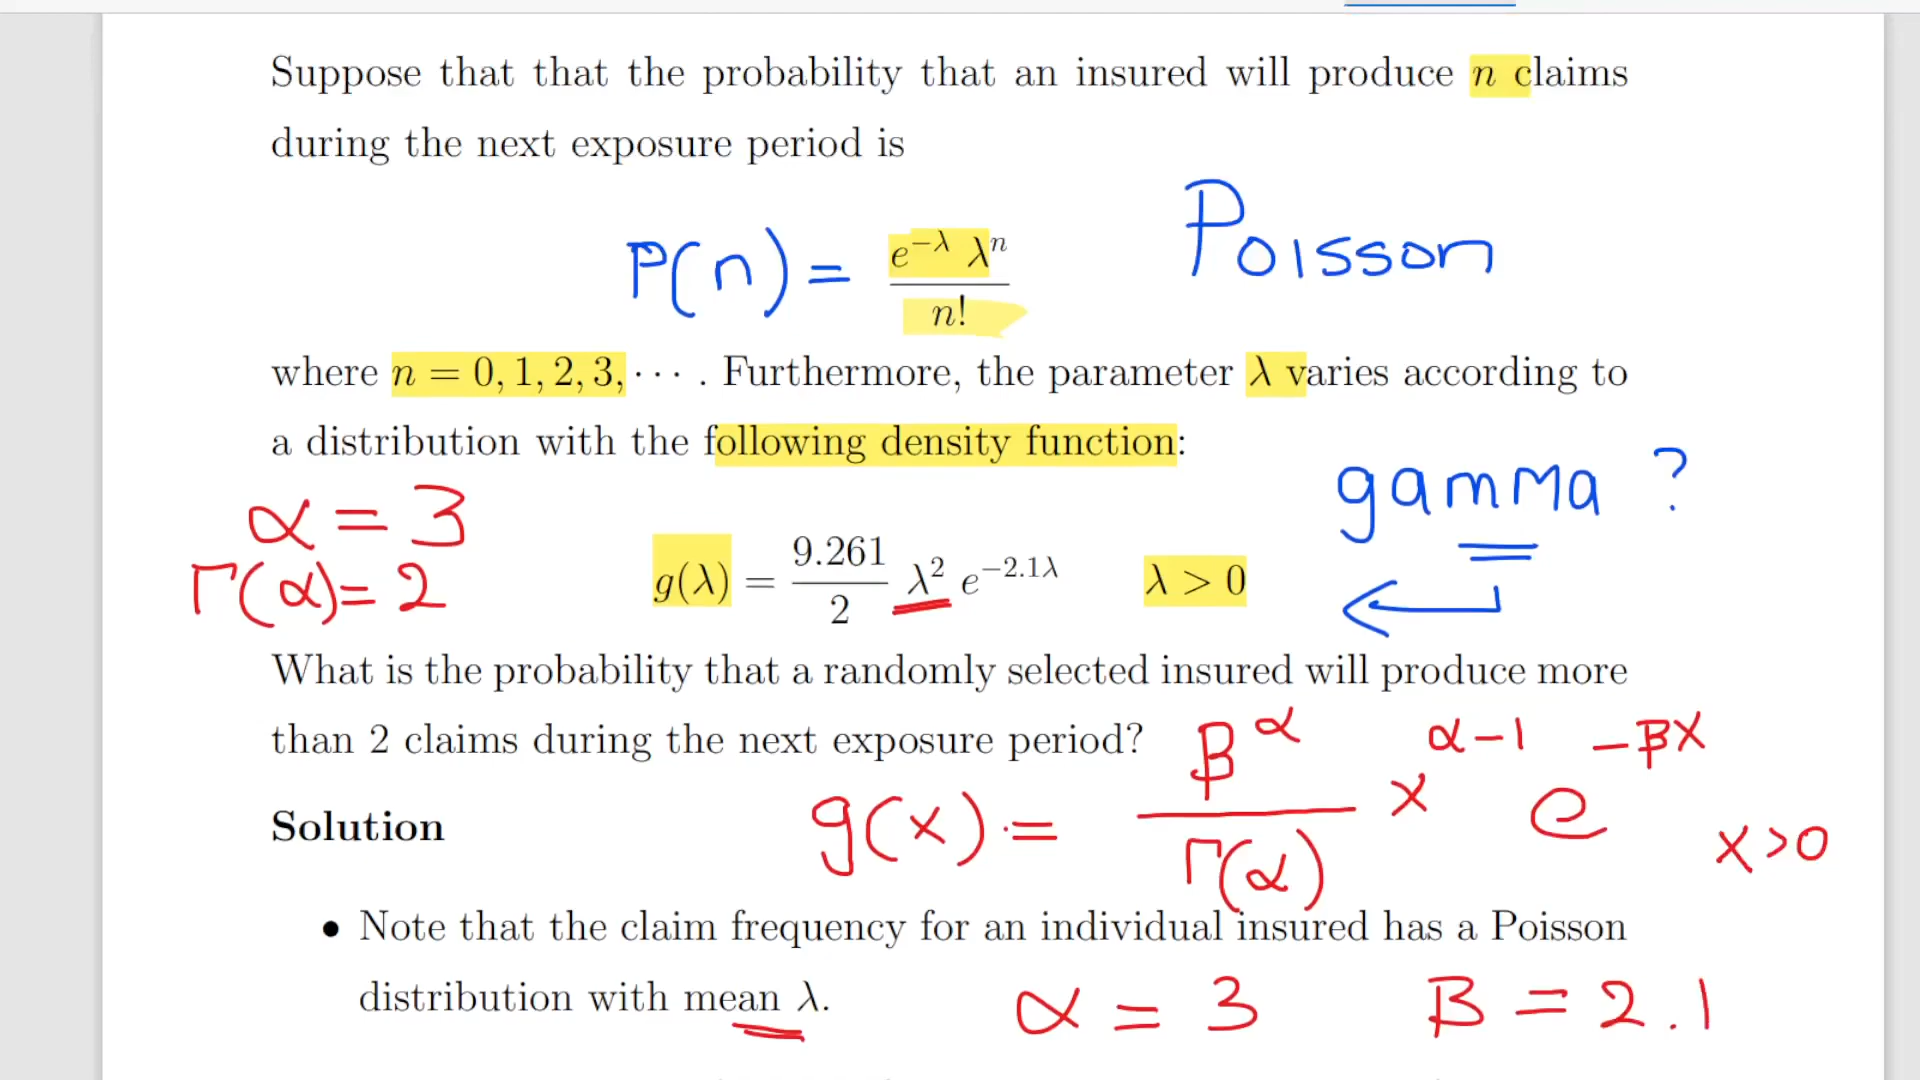 Suppose that that the probability that an insured will produce n claims
during the next exposure period is
P(n) = e^{-λ} λ^n / n!
Poisson
where n = 0, 1, 2, 3, ··· . Furthermore, the parameter λ varies according to
a distribution with the following density function:
gamma ?
α = 3
Γ(α) = 2
g(λ) = 9.261/2 λ² e^{-2.1λ} λ > 0
What is the probability that a randomly selected insured will produce more
than 2 claims during the next exposure period?
Solution
g(x) = β^α / Γ(α) x^{α-1} e^{-βx} x>0
• Note that the claim frequency for an individual insured has a Poisson
distribution with mean λ.
α = 3 β = 2.1